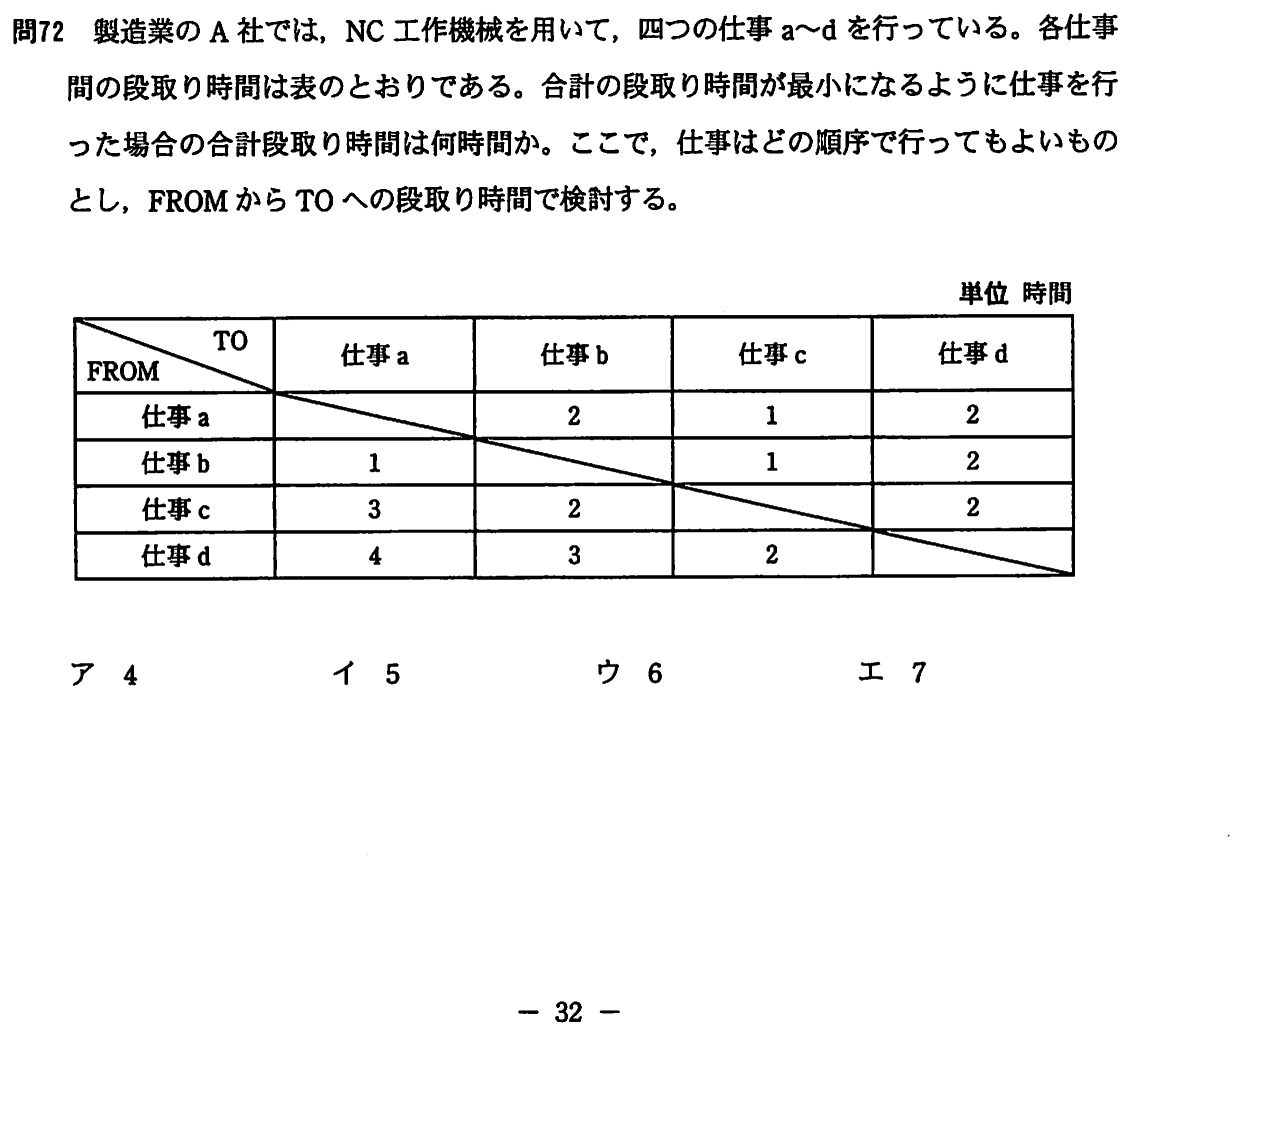 問72 製造業の A 社では，NC 工作機械を用いて，四つの仕事 a～d を行っている。各仕事
間の段取り時間は表のとおりである。合計の段取り時間が最小になるように仕事を行
った場合の合計段取り時間は何時間か。ここで，仕事はどの順序で行ってもよいもの
とし，FROM から TO への段取り時間で検討する。
単位 時間
TO
FROM 仕事 a 仕事 b 仕事 c 仕事 d
仕事 a 2 1 2
仕事 b 1 1 2
仕事 c 3 2 2
仕事 d 4 3 2
ア 4 イ 5 ウ 6 エ 7
― 32 ―